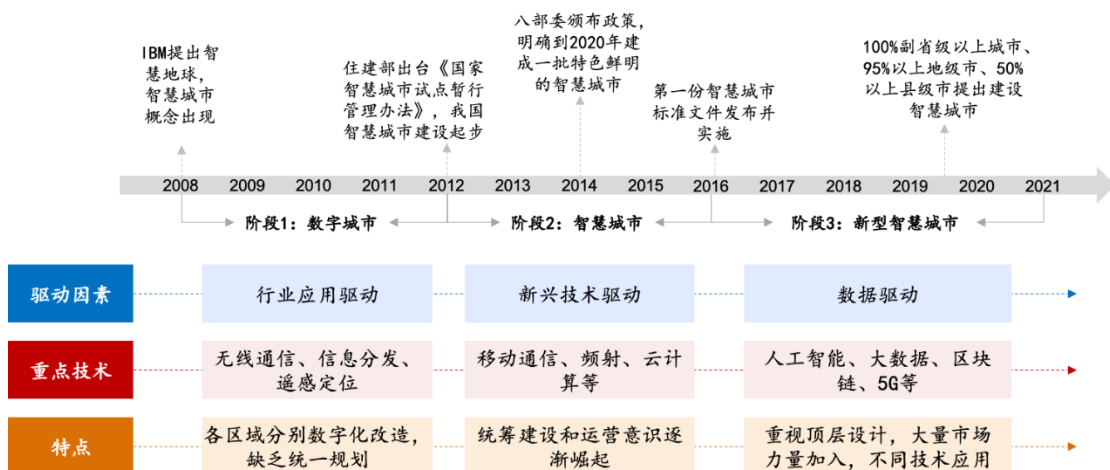 IBM提出智
慧地球，
智慧城市
概念出现
住建部出台《国家
智慧城市试点暂行
管理办法》，我国
智慧城市建设起步
八部委颁布政策，
明确到2020年建
成一批特色鲜明
的智慧城市
第一份智慧城市
标准文件发布并
实施
100%副省级以上城市、
95%以上地级市、50%
以上县级市提出建设
智慧城市
2008 2009 2010 2011 2012 2013 2014 2015 2016 2017 2018 2019 2020 2021
阶段1：数字城市 阶段2：智慧城市 阶段3：新型智慧城市
驱动因素
行业应用驱动
新兴技术驱动
数据驱动
重点技术
无线通信、信息分发、
遥感定位
移动通信、频射、云计
算等
人工智能、大数据、区块
链、5G等
特点
各区域分别数字化改造，
缺乏统一规划
统筹建设和运营意识逐
渐崛起
重视顶层设计，大量市场
力量加入，不同技术应用